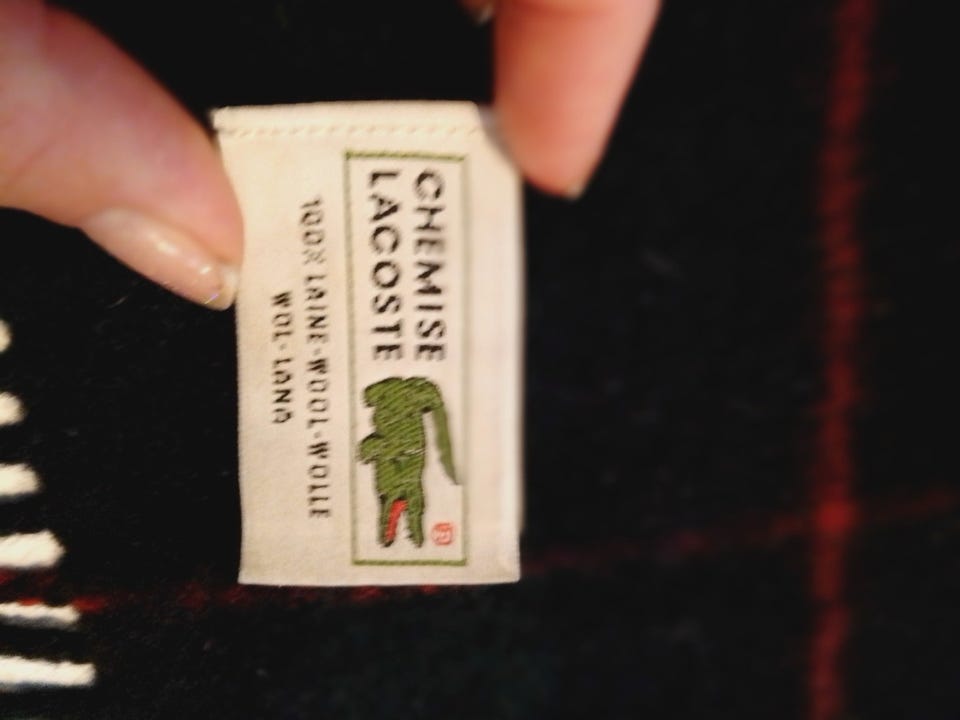 CHEMISE
LACOSTE
100% LAINE-WOOL-WOLLE
WOL-LANA